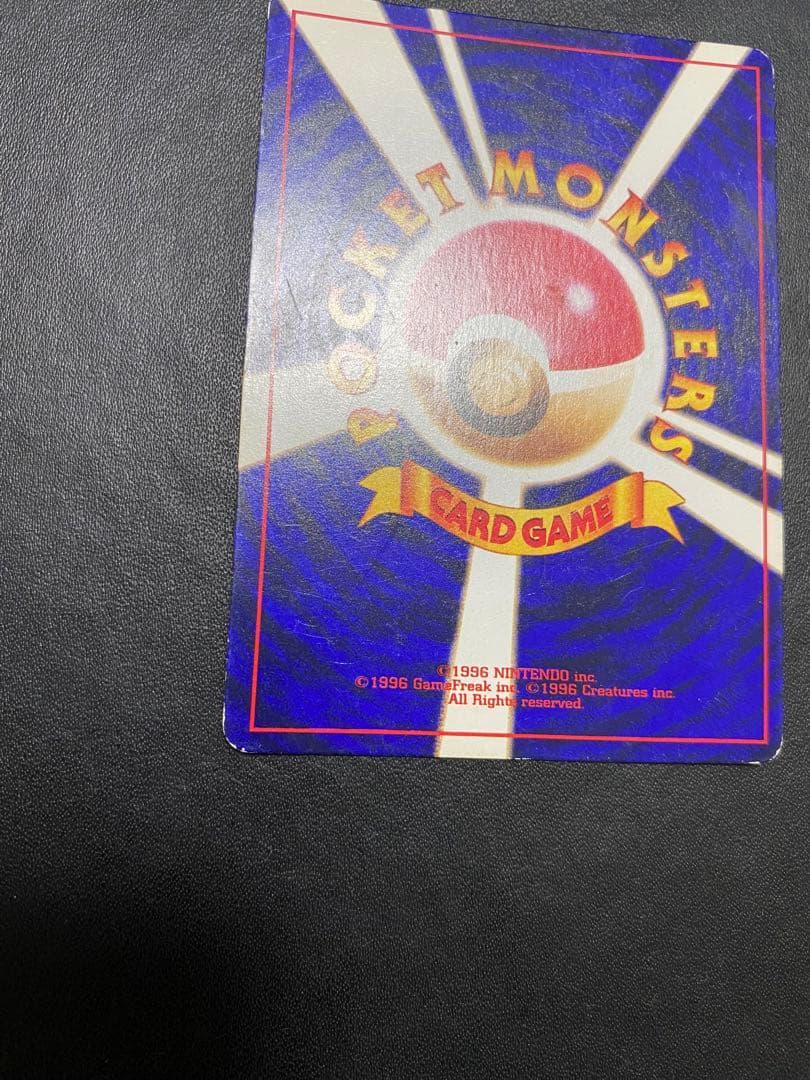 POCKET MONSTERS
CARD GAME
©1996 NINTENDO inc.
©1996 GameFreak inc. ©1996 Creatures inc.
All Rights reserved.